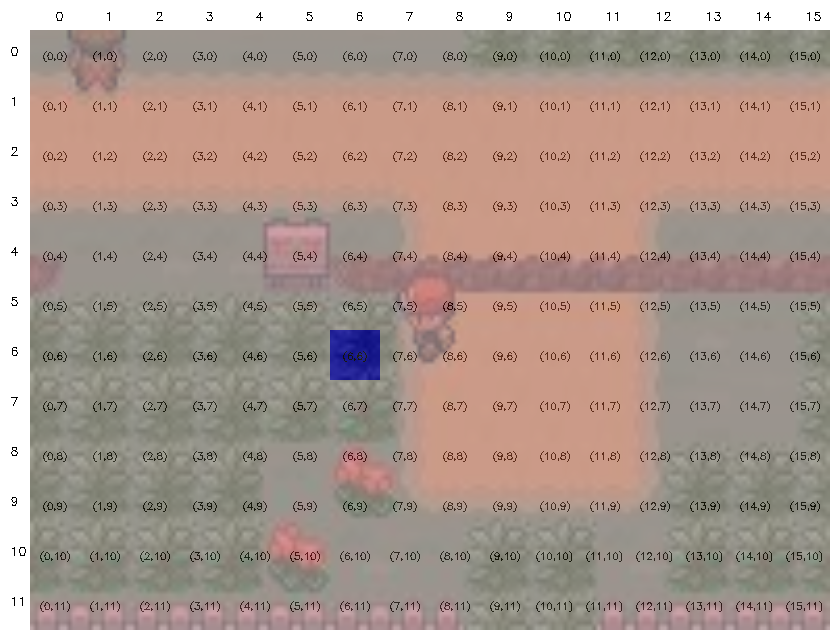 0 1 2 3 4 5 6 7 8 9 10 11 12 13 14 15
0 (0,0) (1,0) (2,0) (3,0) (4,0) (5,0) (6,0) (7,0) (8,0) (9,0) (10,0) (11,0) (12,0) (13,0) (14,0) (15,0)
1 (0,1) (1,1) (2,1) (3,1) (4,1) (5,1) (6,1) (7,1) (8,1) (9,1) (10,1) (11,1) (12,1) (13,1) (14,1) (15,1)
2 (0,2) (1,2) (2,2) (3,2) (4,2) (5,2) (6,2) (7,2) (8,2) (9,2) (10,2) (11,2) (12,2) (13,2) (14,2) (15,2)
3 (0,3) (1,3) (2,3) (3,3) (4,3) (5,3) (6,3) (7,3) (8,3) (9,3) (10,3) (11,3) (12,3) (13,3) (14,3) (15,3)
4 (0,4) (1,4) (2,4) (3,4) (4,4) (5,4) (6,4) (7,4) (8,4) (9,4) (10,4) (11,4) (12,4) (13,4) (14,4) (15,4)
5 (0,5) (1,5) (2,5) (3,5) (4,5) (5,5) (6,5) (7,5) (8,5) (9,5) (10,5) (11,5) (12,5) (13,5) (14,5) (15,5)
6 (0,6) (1,6) (2,6) (3,6) (4,6) (5,6) (6,6) (7,6) (8,6) (9,6) (10,6) (11,6) (12,6) (13,6) (14,6) (15,6)
7 (0,7) (1,7) (2,7) (3,7) (4,7) (5,7) (6,7) (7,7) (8,7) (9,7) (10,7) (11,7) (12,7) (13,7) (14,7) (15,7)
8 (0,8) (1,8) (2,8) (3,8) (4,8) (5,8) (6,8) (7,8) (8,8) (9,8) (10,8) (11,8) (12,8) (13,8) (14,8) (15,8)
9 (0,9) (1,9) (2,9) (3,9) (4,9) (5,9) (6,9) (7,9) (8,9) (9,9) (10,9) (11,9) (12,9) (13,9) (14,9) (15,9)
10 (0,10) (1,10) (2,10) (3,10) (4,10) (5,10) (6,10) (7,10) (8,10) (9,10) (10,10) (11,10) (12,10) (13,10) (14,10) (15,10)
11 (0,11) (1,11) (2,11) (3,11) (4,11) (5,11) (6,11) (7,11) (8,11) (9,11) (10,11) (11,11) (12,11) (13,11) (14,11) (15,11)